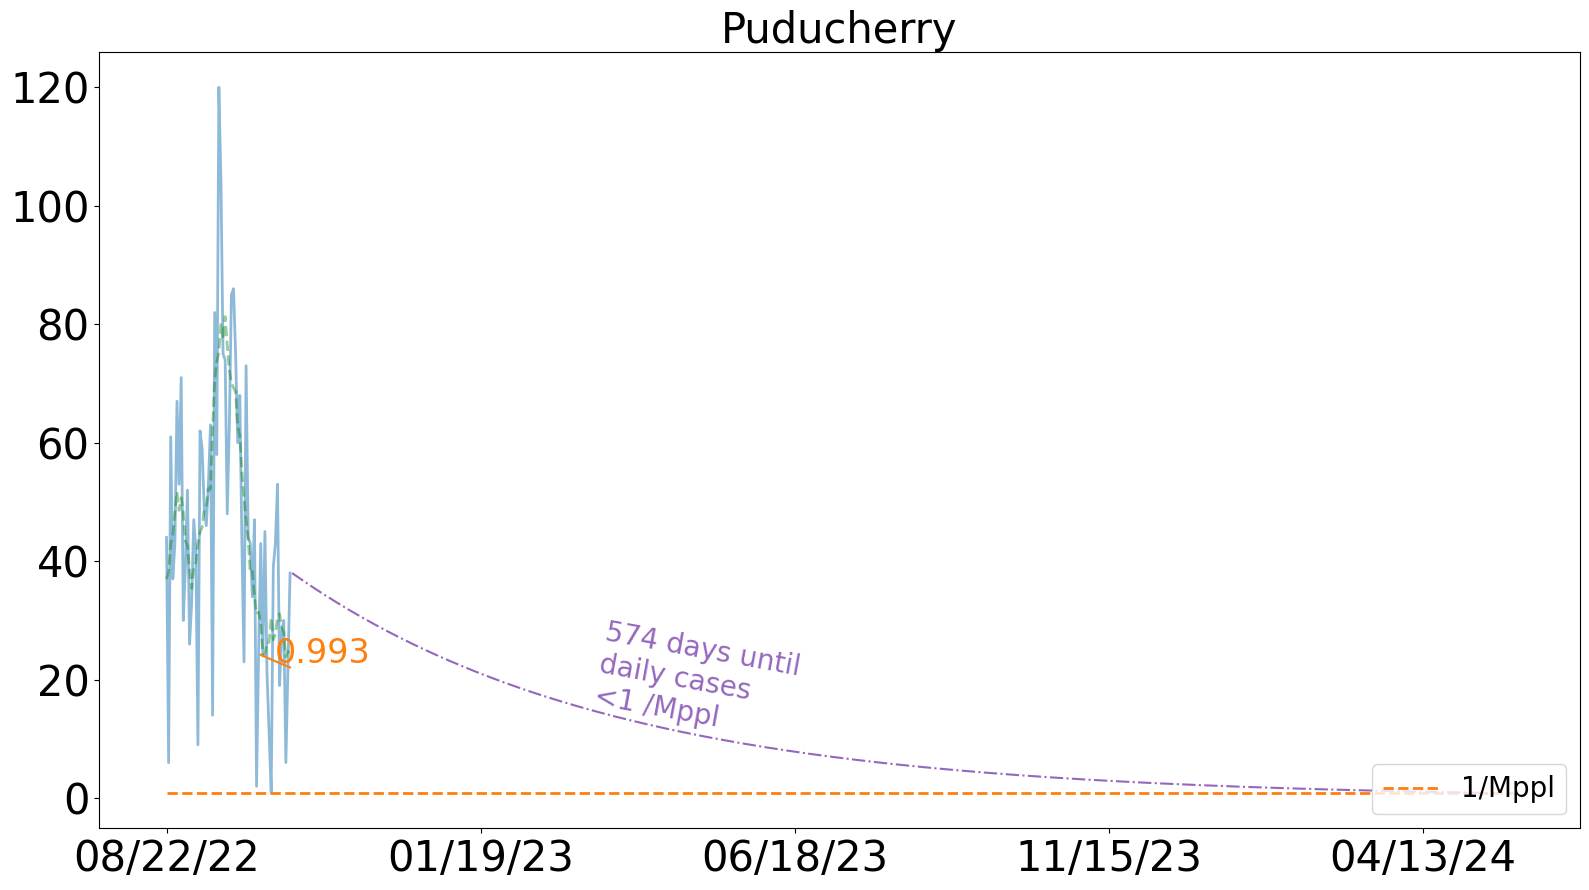 Puducherry
120
100
80
60
40
20
0
0.993
574 days until
daily cases
<1 /Mppl
1/Mppl
08/22/22
01/19/23
06/18/23
11/15/23
04/13/24